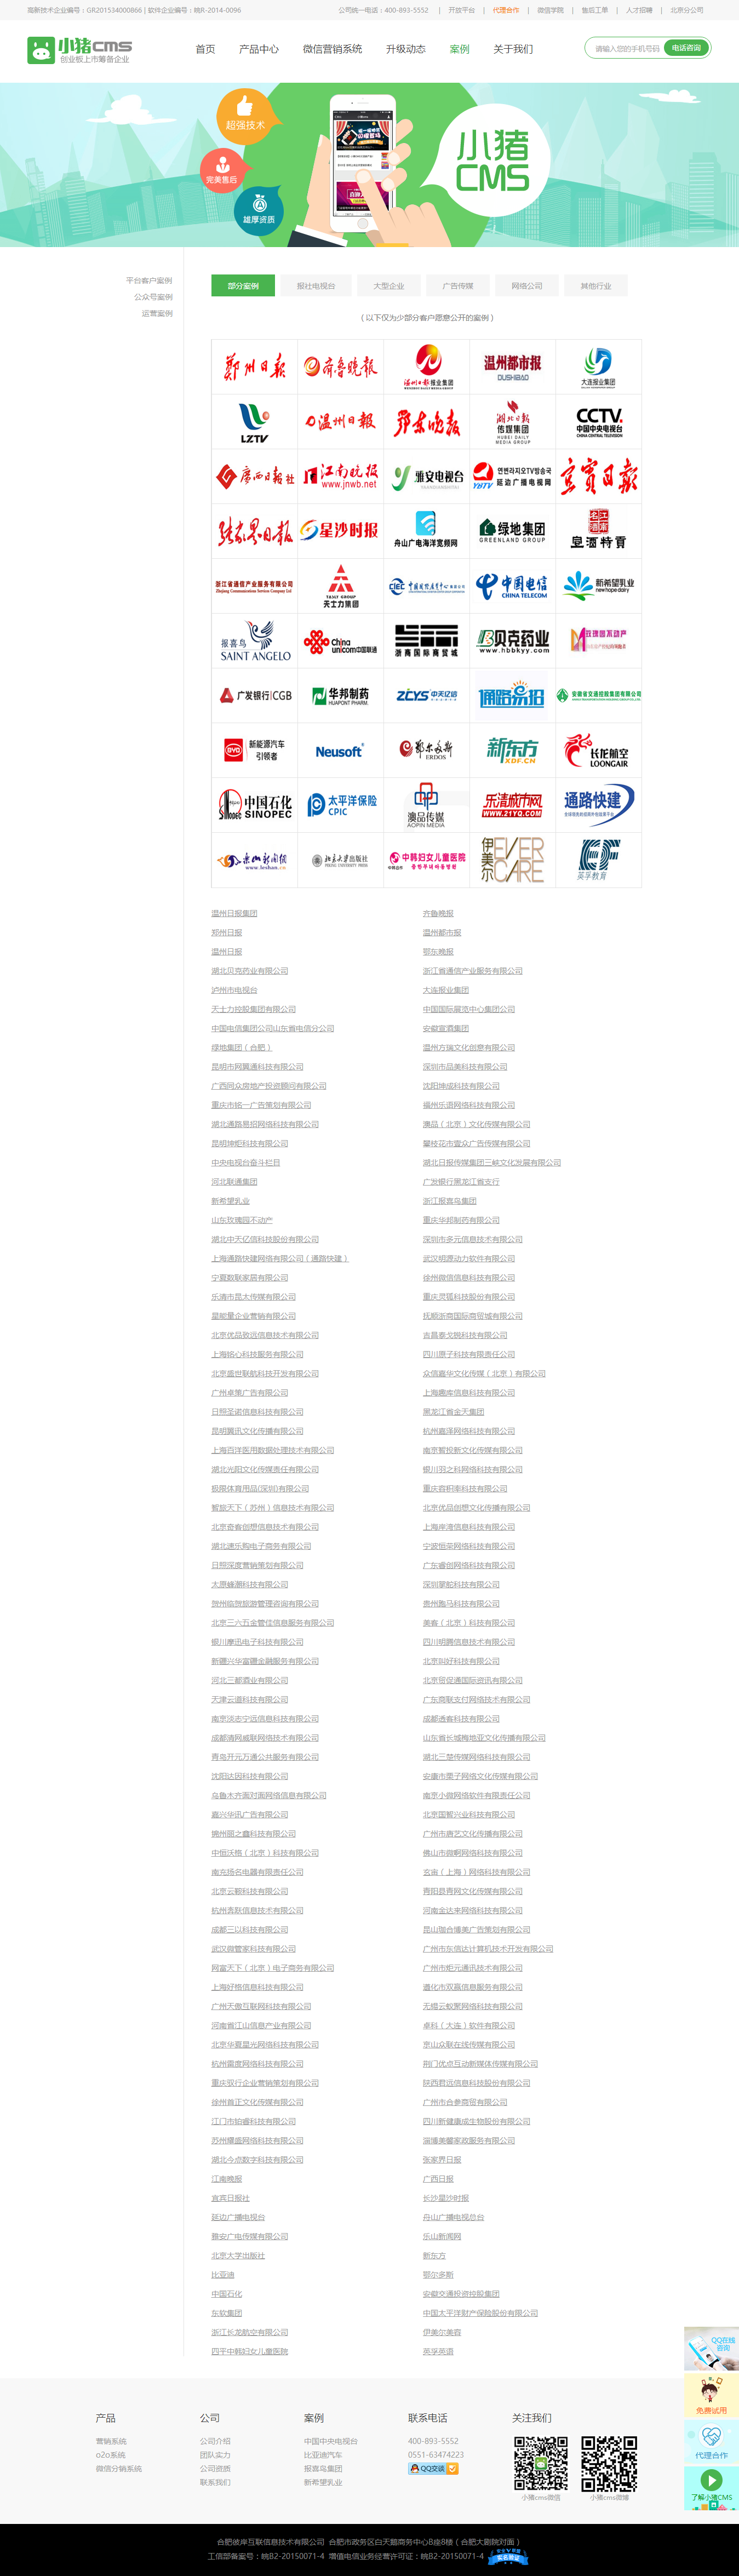 高新技术企业编号：GR201534000866 | 软件企业编号：皖R-2014-0096
公司统一电话：400-893-5552 | 开放平台 | 代理合作 | 微信学院 | 售后工单 | 人才招聘 | 北京分公司
小猪CMS
创业板上市筹备企业
首页 产品中心 微信营销系统 升级动态 案例 关于我们
请输入您的手机号码 电话咨询
超强技术
完美售后
雄厚资质
小猪CMS
平台客户案例
公众号案例
运营案例
部分案例 报社电视台 大型企业 广告传媒 网络公司 其他行业
（以下仅为少部分客户愿意公开的案例）
郑州日报 齐鲁晚报 温州日报报业集团 温州都市报 DUSHIBAO 大连报业集团
LZTV 温州日报 鄂东晚报 湖北日报传媒集团 HUBEI DAILY MEDIA GROUP CCTV 中国中央电视台 CHINA CENTRAL TELEVISION
广西日报社 江南晚报 www.jnwb.net 雅安电视台 YBTV 延边广播电视网 宜宾日报
张家界日报 星沙时报 舟山广电海洋宽频网 绿地集团 GREENLAND GROUP
浙江省通信产业服务有限公司 天士力集团 TASLY GROUP CIEC 中国电信 CHINA TELECOM 新希望乳业 new hope dairy
报喜鸟 SAINT ANGELO China unicom中国联通 浙商国际商贸城 贝克药业 www.hbbkyy.com 玫瑰园不动产
广发银行|CGB 华邦制药 HUAPONT PHARM. ZCYS 中天亿信 通路易招 安徽省交通控股集团有限公司
BYD 新能源汽车引领者 Neusoft 鄂尔多斯 ERDOS 新东方 XDF.CN 长龙航空 LOONGAIR
中国石化 SINOPEC 太平洋保险 CPIC 澳品传媒 AOPIN MEDIA 乐清城市网 www.21YQ.com 通路快建
乐山新闻网 www.leshan.cn 北京大学出版社 中韩妇女儿童医院 伊美尔 EVERCARE 英孚教育
温州日报集团 齐鲁晚报
郑州日报 温州都市报
温州日报 鄂东晚报
湖北贝克药业有限公司 浙江省通信产业服务有限公司
泸州市电视台 大连报业集团
天士力控股集团有限公司 中国国际展览中心集团公司
中国电信集团公司山东省电信分公司 安徽宣酒集团
绿地集团（合肥） 温州方瑞文化创意有限公司
昆明市网翼通科技有限公司 深圳市品美科技有限公司
广西同众房地产投资顾问有限公司 沈阳坤成科技有限公司
重庆市铭一广告策划有限公司 福州乐语网络科技有限公司
湖北通路易招网络科技有限公司 澳品（北京）文化传媒有限公司
昆明坤炬科技有限公司 攀枝花市壹众广告传媒有限公司
中央电视台奋斗栏目 湖北日报传媒集团三峡文化发展有限公司
河北联通集团 广发银行黑龙江省支行
新希望乳业 浙江报喜鸟集团
山东玫瑰园不动产 重庆华邦制药有限公司
湖北中天亿信科技股份有限公司 深圳市多元信息技术有限公司
上海通路快建网络有限公司（通路快建） 武汉明源动力软件有限公司
宁夏数联家居有限公司 徐州微信信息科技有限公司
乐清市昆太传媒有限公司 重庆灵狐科技股份有限公司
星能量企业营销有限公司 抚顺浙商国际商贸城有限公司
北京优品致远信息技术有限公司 吉昌泰戈锐科技有限公司
上海铭心科技服务有限公司 四川原子科技有限责任公司
北京盛世联航科技开发有限公司 众信嘉华文化传媒（北京）有限公司
广州卓策广告有限公司 上海趣库信息科技有限公司
日照圣诺信息科技有限公司 黑龙江省金天集团
昆明翼讯文化传播有限公司 杭州嘉泽网络科技有限公司
上海百洋医用数据处理技术有限公司 南京智投新文化传媒有限公司
湖北光阳文化传媒责任有限公司 银川羽之科网络科技有限公司
极限体育用品(深圳)有限公司 重庆容积率科技有限公司
智旅天下（苏州）信息技术有限公司 北京优品创想文化传播有限公司
北京奇客创想信息技术有限公司 上海岸湾信息科技有限公司
湖北速乐购电子商务有限公司 宁波恒荣网络科技有限公司
日照深度营销策划有限公司 广东睿创网络科技有限公司
太原蜂潮科技有限公司 深圳掌舵科技有限公司
贺州临贺旅游管理咨询有限公司 贵州跑马科技有限公司
北京三六五金管佳信息服务有限公司 美客（北京）科技有限公司
银川摩迅电子科技有限公司 四川明腾信息技术有限公司
新疆兴华富疆金融服务有限公司 北京叫好科技有限公司
河北三都酒业有限公司 北京贸促通国际资讯有限公司
天津云道科技有限公司 广东商联支付网络技术有限公司
南京淡志宁远信息科技有限公司 成都透客科技有限公司
成都清网威联网络技术有限公司 山东省长城梅地亚文化传播有限公司
青岛开元万通公共服务有限公司 湖北三楚传媒网络科技有限公司
沈阳达因科技有限公司 安康市栗子网络文化传媒有限公司
乌鲁木齐面对面网络信息有限公司 南京小微网络软件有限责任公司
嘉兴华讯广告有限公司 北京国智兴业科技有限公司
锦州朋之鑫科技有限公司 广州市唐艺文化传播有限公司
中恒沃格（北京）科技有限公司 佛山市微啊网络科技有限公司
南充扬名电器有限责任公司 玄宙（上海）网络科技有限公司
北京云颗科技有限公司 青阳县青网文化传媒有限公司
杭州卖跃信息技术有限公司 河南金达来网络科技有限公司
成都三以科技有限公司 昆山珈合臻美广告策划有限公司
武汉微管家科技有限公司 广州市东信达计算机技术开发有限公司
网富天下（北京）电子商务有限公司 广州市炬元通讯技术有限公司
上海好格信息科技有限公司 遵化市双赢信息服务有限公司
广州天傲互联网科技有限公司 无锡云蚁聚网络科技有限公司
河南省江山信息产业有限公司 卓科（大连）软件有限公司
北京华夏星光网络科技有限公司 京山众联在线传媒有限公司
杭州震度网络科技有限公司 荆门优点互动新媒体传媒有限公司
重庆驭行企业营销策划有限公司 陕西君远信息科技股份有限公司
徐州首正文化传媒有限公司 广州市合参商贸有限公司
江门市铂睿科技有限公司 四川新健康成生物股份有限公司
苏州耀盛网络科技有限公司 淄博美馨家政服务有限公司
湖北今点数字科技有限公司 张家界日报
江南晚报 广西日报
宜宾日报社 长沙星沙时报
延边广播电视台 舟山广播电视总台
雅安广电传媒有限公司 乐山新闻网
北京大学出版社 新东方
比亚迪 鄂尔多斯
中国石化 安徽交通投资控股集团
东软集团 中国太平洋财产保险股份有限公司
浙江长龙航空有限公司 伊美尔美容
四平中韩妇女儿童医院 英孚英语
QQ在线咨询
免费试用
代理合作
了解小猪CMS
产品 公司 案例 联系电话 关注我们
营销系统 公司介绍 中国中央电视台 400-893-5552
o2o系统 团队实力 比亚迪汽车 0551-63474223
微信分销系统 公司资质 报喜鸟集团 QQ交谈
联系我们 新希望乳业
小猪cms微信 小猪cms微博
合肥彼岸互联信息技术有限公司 合肥市政务区白天鹅商务中心B座8楼（合肥大剧院对面）
工信部备案号：皖B2-20150071-4 增值电信业务经营许可证：皖B2-20150071-4